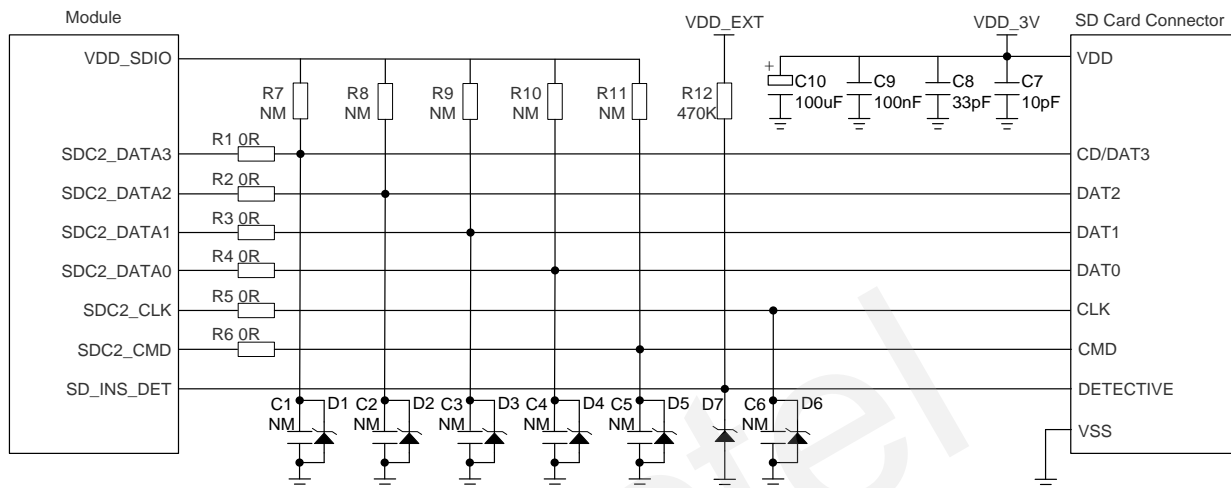 Module
VDD_EXT
VDD_3V
SD Card Connector
VDD_SDIO
VDD
R7
NM
R8
NM
R9
NM
R10
NM
R11
NM
R12
470K
+
C10
100uF
C9
100nF
C8
33pF
C7
10pF
SDC2_DATA3
R1 0R
CD/DAT3
SDC2_DATA2
R2 0R
DAT2
SDC2_DATA1
R3 0R
DAT1
SDC2_DATA0
R4 0R
DAT0
SDC2_CLK
R5 0R
CLK
SDC2_CMD
R6 0R
CMD
SD_INS_DET
DETECTIVE
C1
NM
D1
C2
NM
D2
C3
NM
D3
C4
NM
D4
C5
NM
D5
D7
C6
NM
D6
VSS